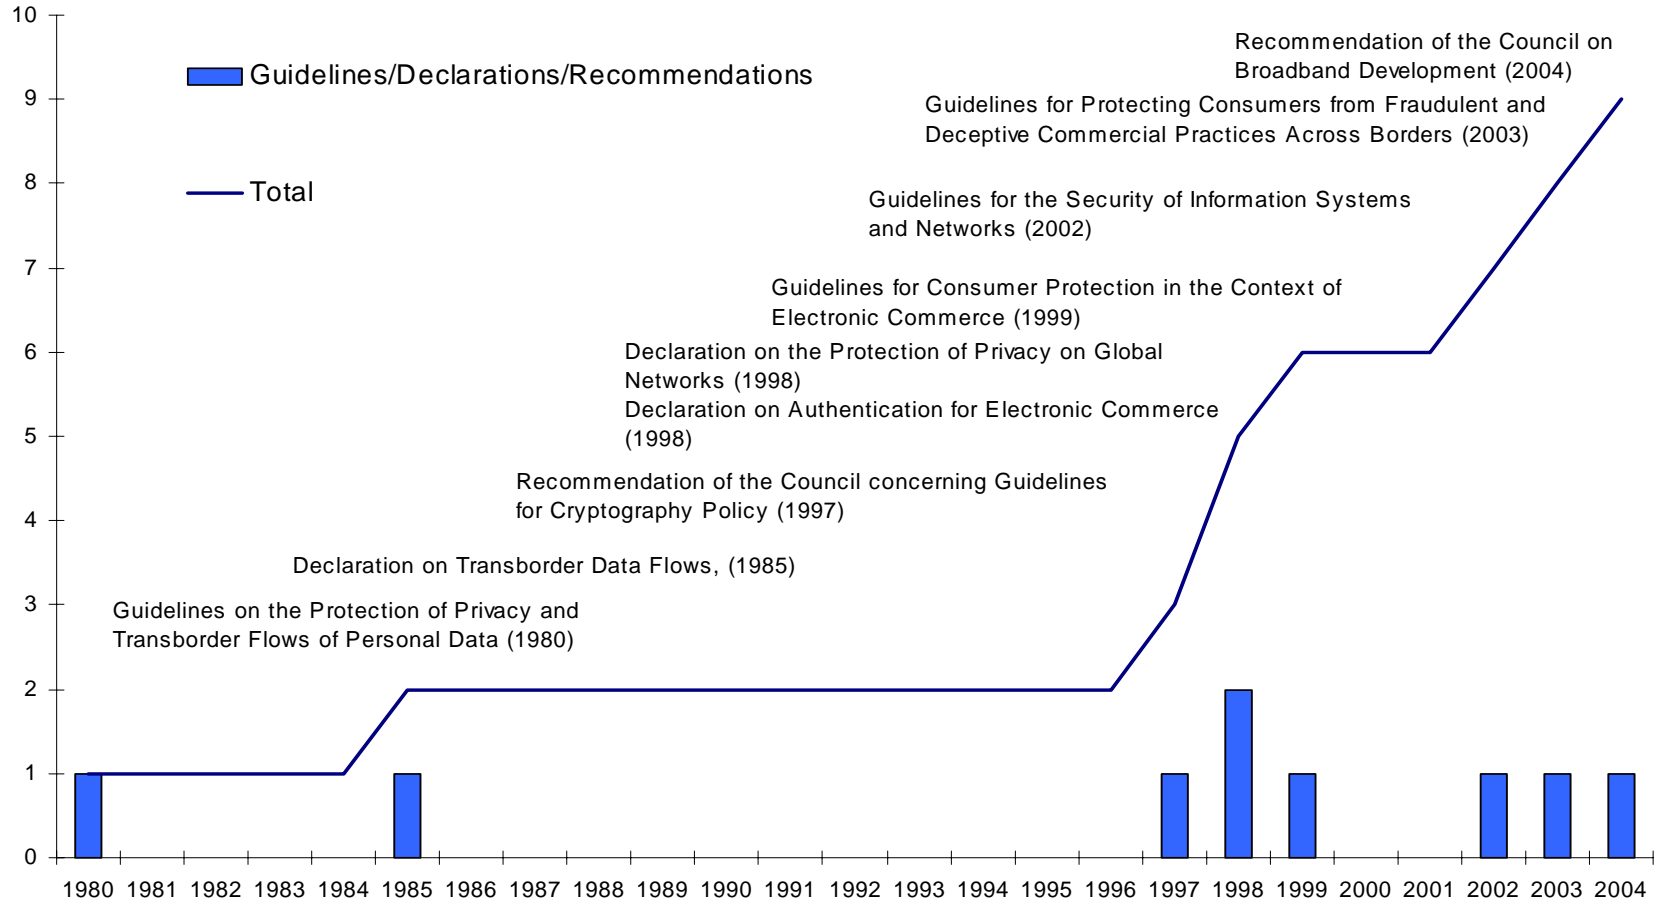 10
9
8
7
6
5
4
3
2
1
0
Guidelines/Declarations/Recommendations
Total
Recommendation of the Council on
Broadband Development (2004)
Guidelines for Protecting Consumers from Fraudulent and
Deceptive Commercial Practices Across Borders (2003)
Guidelines for the Security of Information Systems
and Networks (2002)
Guidelines for Consumer Protection in the Context of
Electronic Commerce (1999)
Declaration on the Protection of Privacy on Global
Networks (1998)
Declaration on Authentication for Electronic Commerce
(1998)
Recommendation of the Council concerning Guidelines
for Cryptography Policy (1997)
Declaration on Transborder Data Flows, (1985)
Guidelines on the Protection of Privacy and
Transborder Flows of Personal Data (1980)
1980 1981 1982 1983 1984 1985 1986 1987 1988 1989 1990 1991 1992 1993 1994 1995 1996 1997 1998 1999 2000 2001 2002 2003 2004